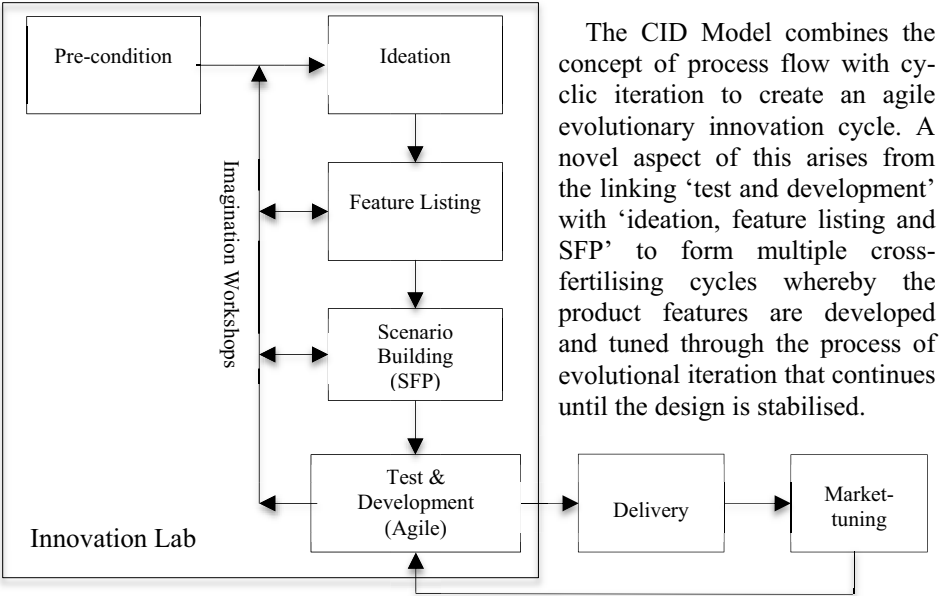 Pre-condition
Ideation
Imagination Workshops
Feature Listing
Scenario
Building
(SFP)
Test &
Development
(Agile)
Innovation Lab
Delivery
Market-
tuning
The CID Model combines the
concept of process flow with cy-
clic iteration to create an agile
evolutionary innovation cycle. A
novel aspect of this arises from
the linking ‘test and development’
with ‘ideation, feature listing and
SFP’ to form multiple cross-
fertilising cycles whereby the
product features are developed
and tuned through the process of
evolutional iteration that continues
until the design is stabilised.